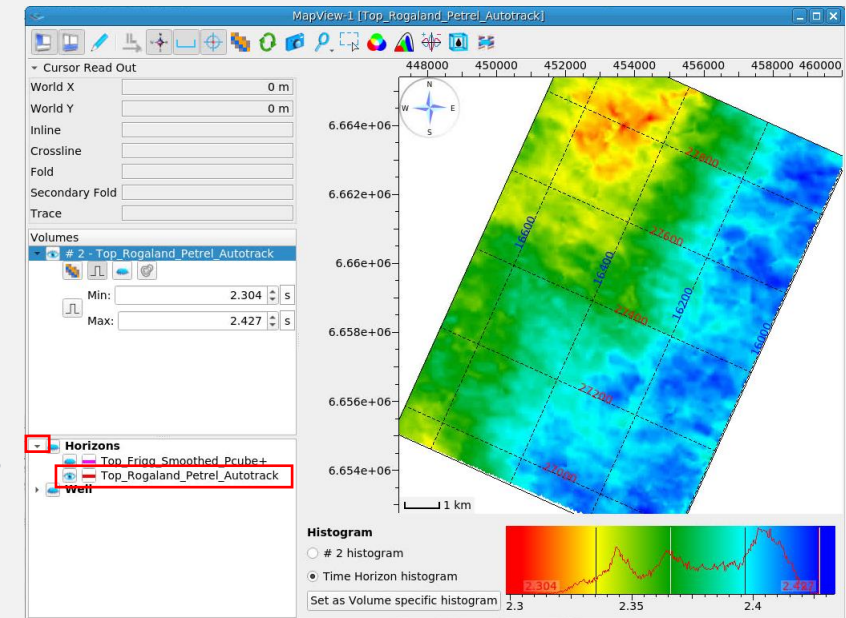 MapView-1 [Top_Rogaland_Petrel_Autotrack]
Cursor Read Out
World X 0 m
World Y 0 m
Inline
Crossline
Fold
Secondary Fold
Trace
Volumes
# 2 - Top_Rogaland_Petrel_Autotrack
Min: 2.304 s
Max: 2.427 s
Horizons
Top_Frigg_Smoothed_Pcube+
Top_Rogaland_Petrel_Autotrack
Well
448000 450000 452000 454000 456000 458000 460000
N
W E
S
6.664e+06
6.662e+06
6.66e+06
6.658e+06
6.656e+06
6.654e+06
27800
27600
27400
27200
27000
16600
16400
16200
16000
1 km
Histogram
# 2 histogram
Time Horizon histogram
Set as Volume specific histogram
2.304 2.427
2.3 2.35 2.4